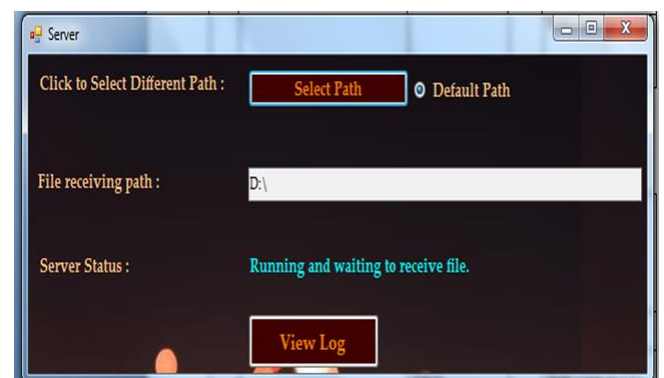 Server
Click to Select Different Path : Select Path Default Path
File receiving path : D:\
Server Status : Running and waiting to receive file.
View Log